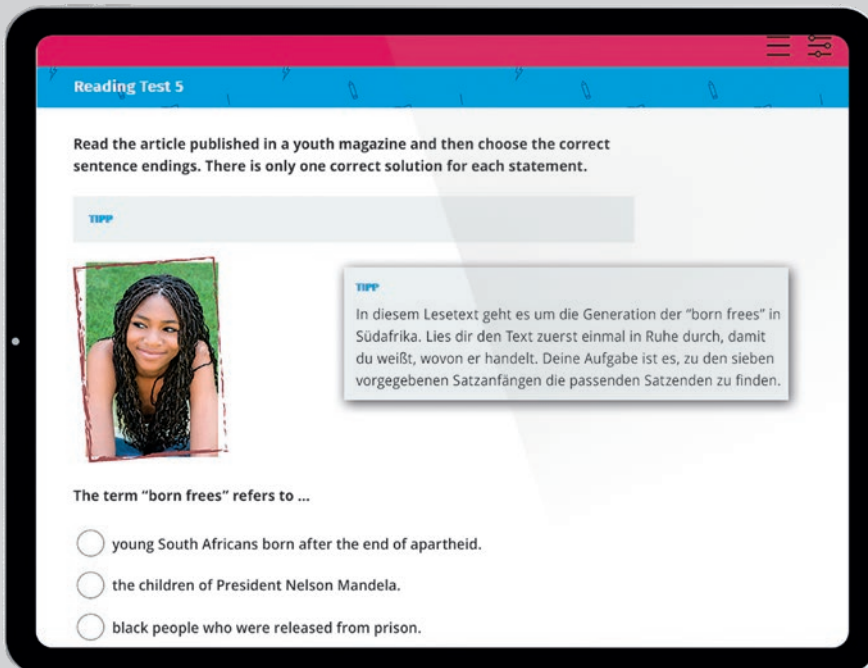 Reading Test 5
Read the article published in a youth magazine and then choose the correct
sentence endings. There is only one correct solution for each statement.
TIPP
TIPP
In diesem Lesetext geht es um die Generation der "born frees" in
Südafrika. Lies dir den Text zuerst einmal in Ruhe durch, damit
du weißt, wovon er handelt. Deine Aufgabe ist es, zu den sieben
vorgegebenen Satzanfängen die passenden Satzenden zu finden.
The term “born frees” refers to ...
young South Africans born after the end of apartheid.
the children of President Nelson Mandela.
black people who were released from prison.